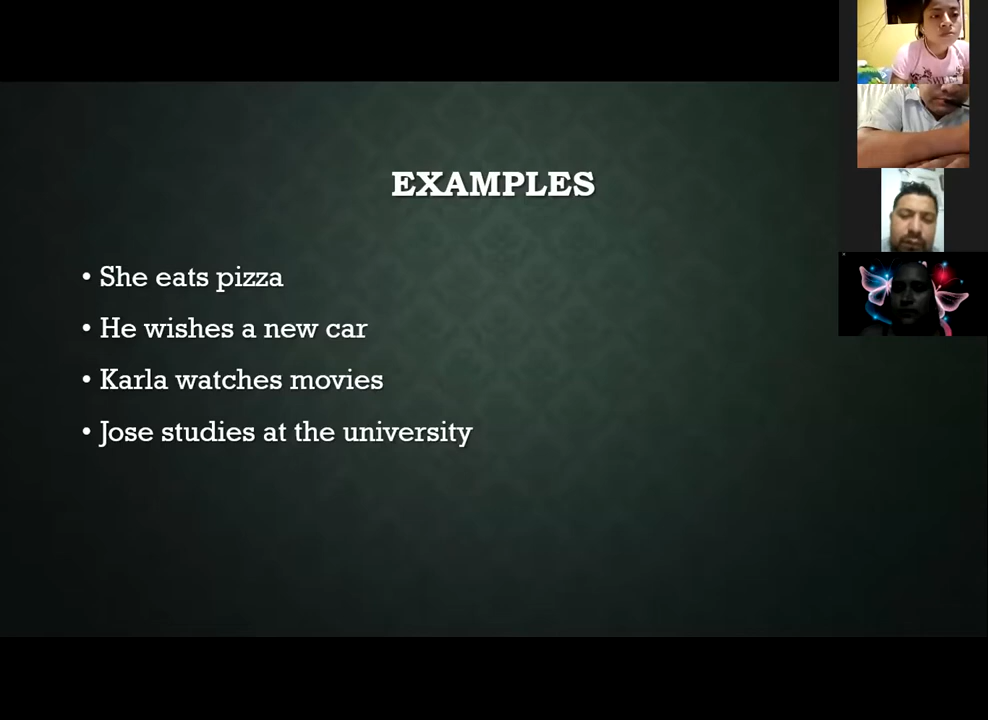 EXAMPLES
• She eats pizza
• He wishes a new car
• Karla watches movies
• Jose studies at the university